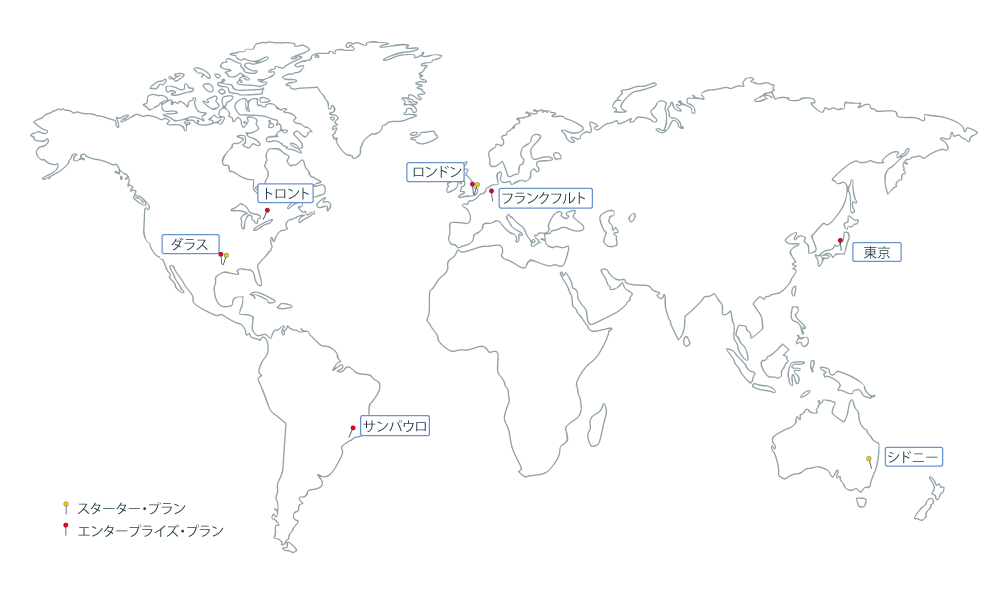 ロンドン
フランクフルト
トロント
ダラス
東京
サンパウロ
シドニー
スターター・プラン
エンタープライズ・プラン